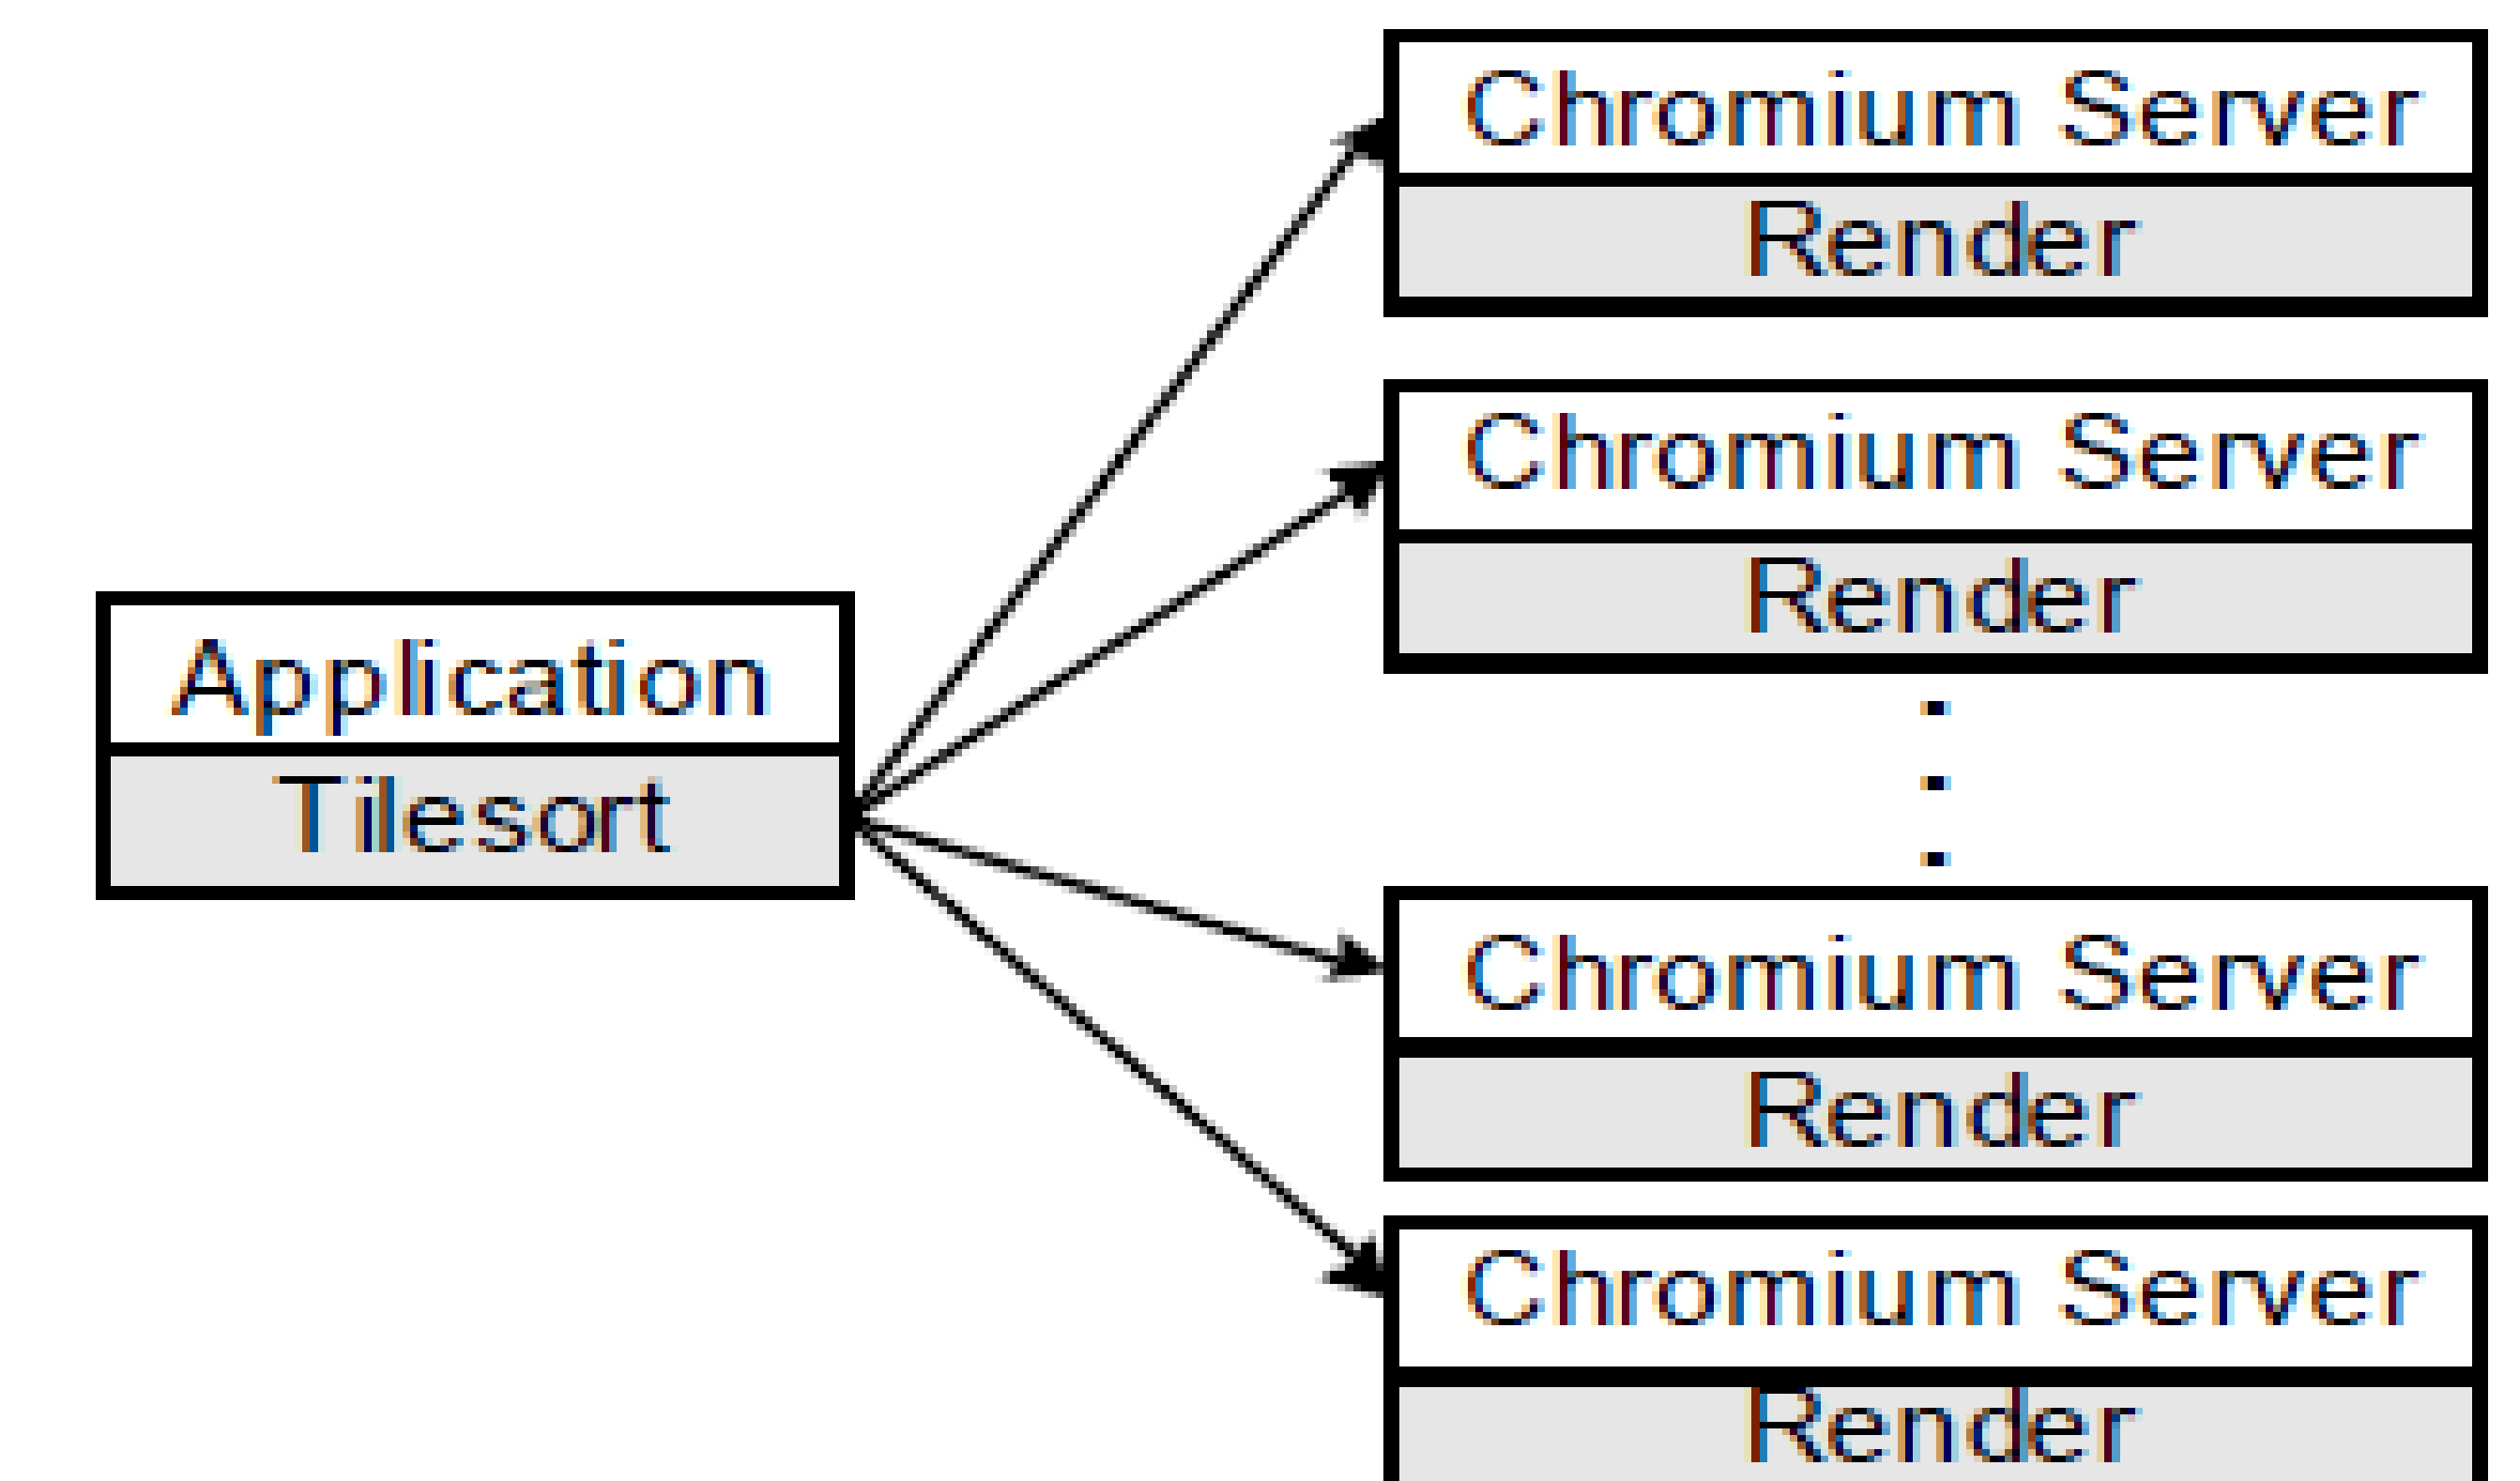 Chromium Server
Render
Chromium Server
Render
Application
Tilesort
Chromium Server
Render
Chromium Server
Render